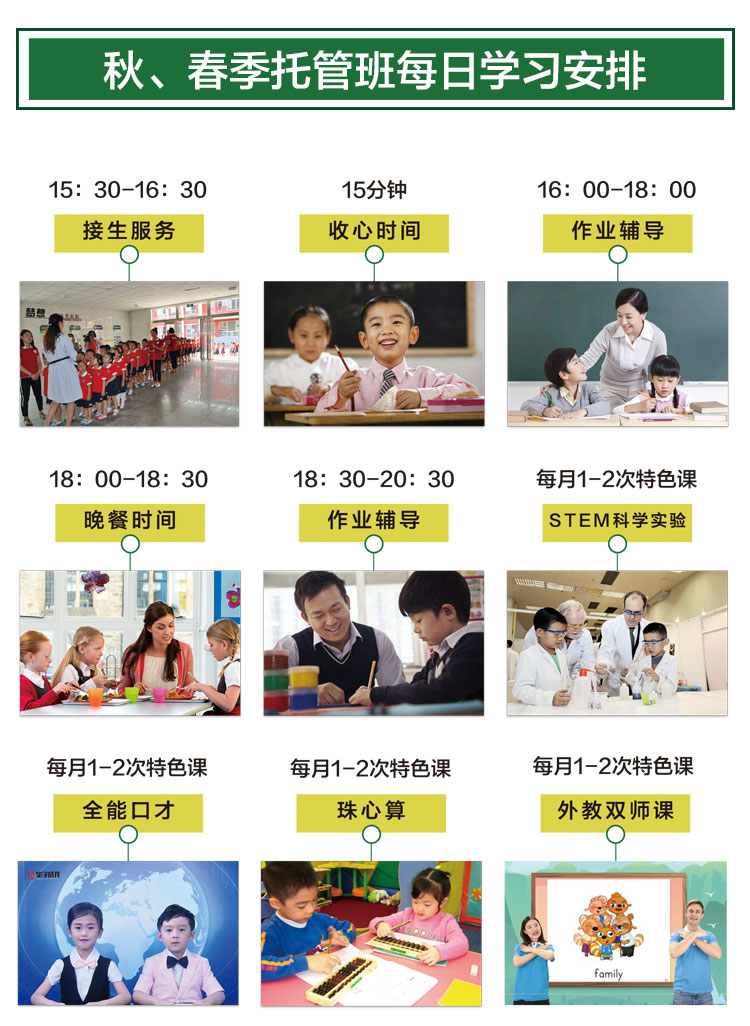 秋、春季托管班每日学习安排
15：30-16：30
15分钟
16：00-18：00
接生服务
收心时间
作业辅导
梦想
18：00-18：30
18：30-20：30
每月1-2次特色课
晚餐时间
作业辅导
STEM科学实验
每月1-2次特色课
每月1-2次特色课
每月1-2次特色课
全能口才
珠心算
外教双师课
family